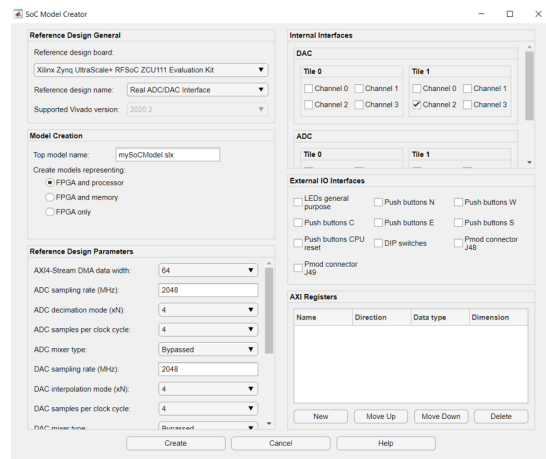 SoC Model Creator
Reference Design General
Reference design board:
Xilinx Zynq UltraScale+ RFSoC ZCU111 Evaluation Kit
Reference design name: Real ADC/DAC Interface
Supported Vivado version: 2020.2
Model Creation
Top model name: mySoCModel.slx
Create models representing:
FPGA and processor
FPGA and memory
FPGA only
Reference Design Parameters
AXI4-Stream DMA data width: 64
ADC sampling rate (MHz): 2048
ADC decimation mode (xN): 4
ADC samples per clock cycle: 4
ADC mixer type: Bypassed
DAC sampling rate (MHz): 2048
DAC interpolation mode (xN): 4
DAC samples per clock cycle: 4
DAC mixer type: Bypassed
Internal Interfaces
DAC
Tile 0 Tile 1
Channel 0 Channel 1 Channel 0 Channel 1
Channel 2 Channel 3 Channel 2 Channel 3
ADC
Tile 0 Tile 1
External IO Interfaces
LEDs general purpose
Push buttons N
Push buttons W
Push buttons C
Push buttons E
Push buttons S
Push buttons CPU reset
DIP switches
Pmod connector J48
Pmod connector J49
AXI Registers
Name Direction Data type Dimension
New Move Up Move Down Delete
Create Cancel Help